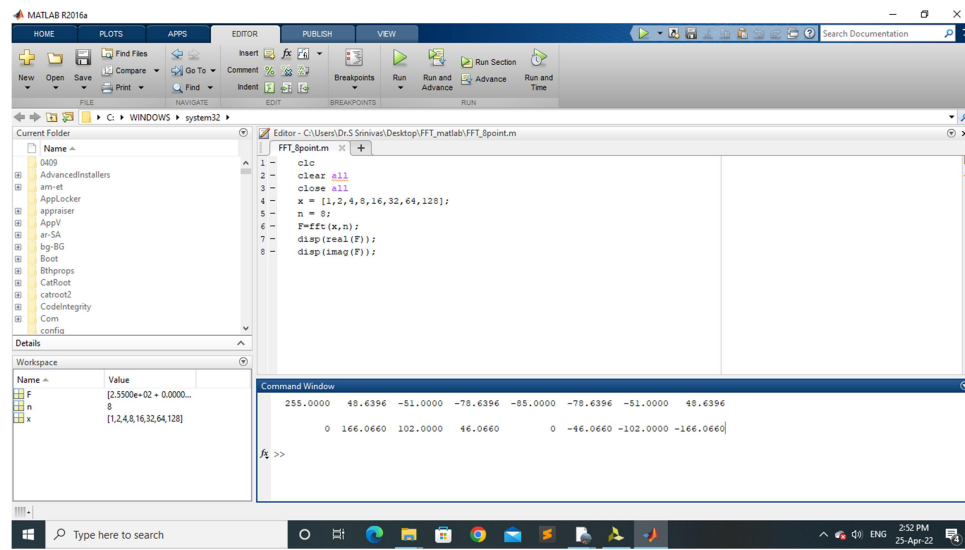 MATLAB R2016a
HOME PLOTS APPS EDITOR PUBLISH VIEW Search Documentation
New Open Save Find Files Compare Print Go To Find Insert fx Comment % Indent Breakpoints Run Run and Advance Run Section Advance Run and Time
FILE NAVIGATE EDIT BREAKPOINTS RUN
C: WINDOWS system32
Current Folder
Name
0409
AdvancedInstallers
am-et
AppLocker
appraiser
AppV
ar-SA
bg-BG
Boot
Bthprops
CatRoot
catroot2
CodeIntegrity
Com
config
Details
Workspace
Name Value
F [2.5500e+02 + 0.0000...
n 8
x [1,2,4,8,16,32,64,128]
Editor - C:\Users\Dr.S Srinivas\Desktop\FFT_matlab\FFT_8point.m
FFT_8point.m
1 - clc
2 - clear all
3 - close all
4 - x = [1,2,4,8,16,32,64,128];
5 - n = 8;
6 - F=fft(x,n);
7 - disp(real(F));
8 - disp(imag(F));
Command Window
255.0000 48.6396 -51.0000 -78.6396 -85.0000 -78.6396 -51.0000 48.6396
0 166.0660 102.0000 46.0660 0 -46.0660 -102.0000 -166.0660
fx >>
Type here to search
ENG
2:52 PM
25-Apr-22
4